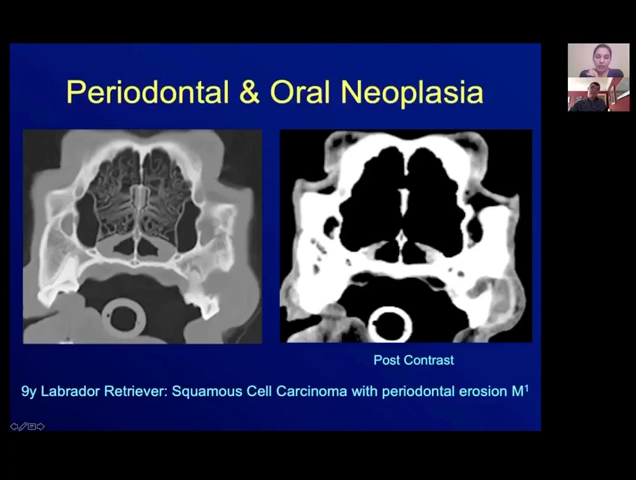 Periodontal & Oral Neoplasia
Post Contrast
9y Labrador Retriever: Squamous Cell Carcinoma with periodontal erosion M¹